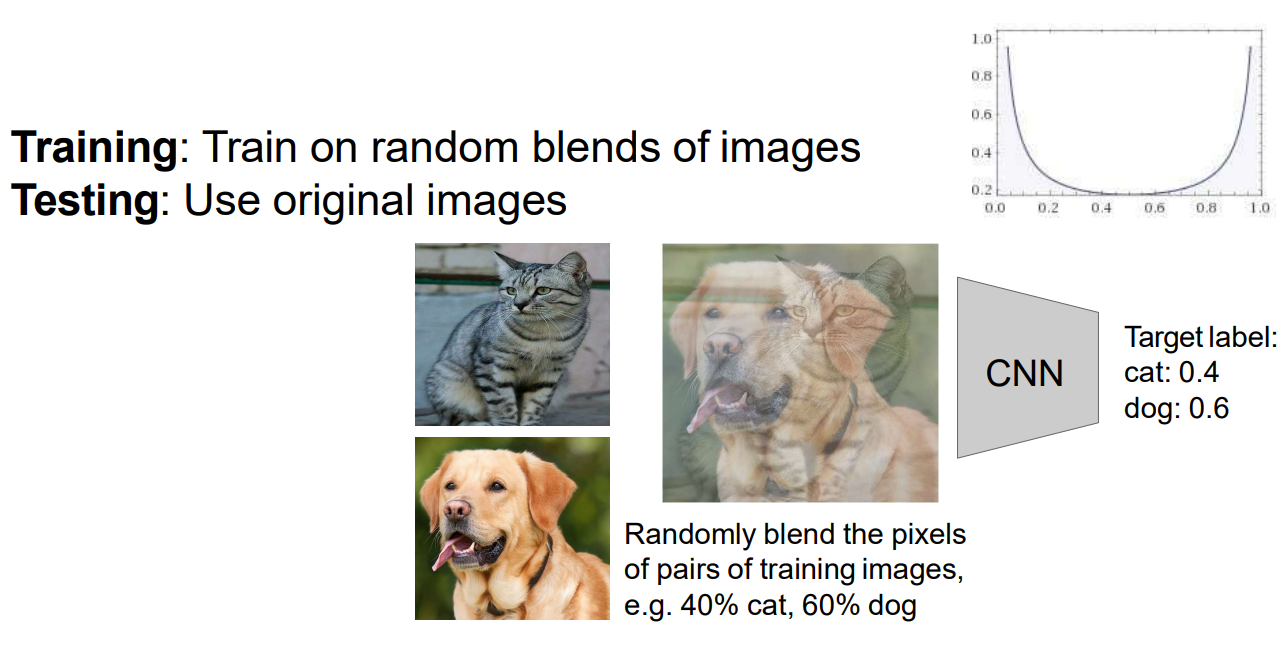 1.0
0.8
0.6
0.4
0.2
0.0 0.2 0.4 0.6 0.8 1.0
Training: Train on random blends of images
Testing: Use original images
CNN
Target label:
cat: 0.4
dog: 0.6
Randomly blend the pixels
of pairs of training images,
e.g. 40% cat, 60% dog